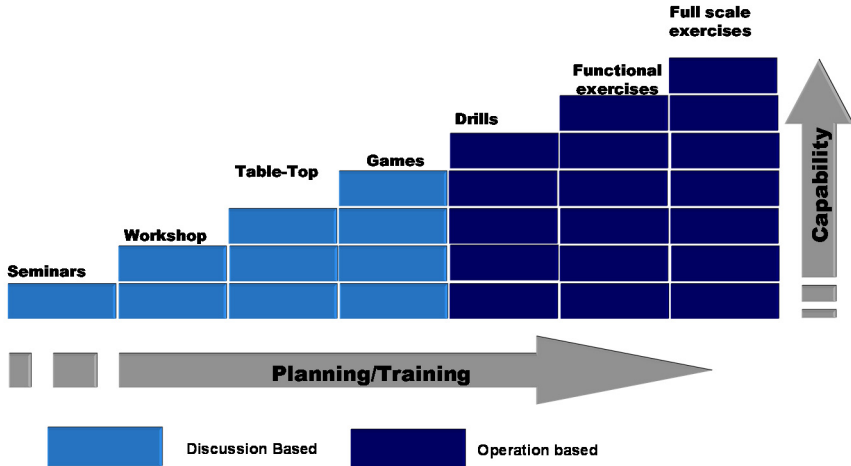 Full scale
exercises
Functional
exercises
Drills
Games
Table-Top
Workshop
Seminars
Capability
Planning/Training
Discussion Based
Operation based